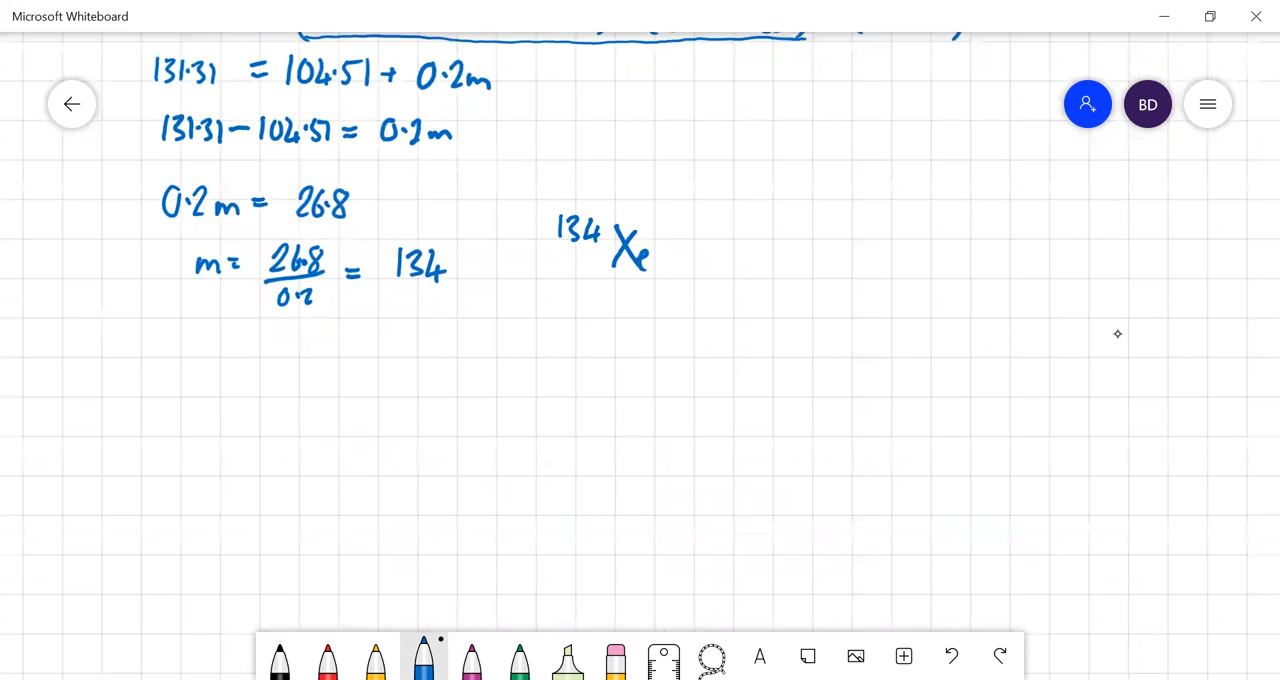 Microsoft Whiteboard
131.31 = 104.51 + 0.2m
BD
131.31 - 104.51 = 0.2m
0.2m = 26.8
134 Xe
m = 26.8 / 0.2 = 134
A